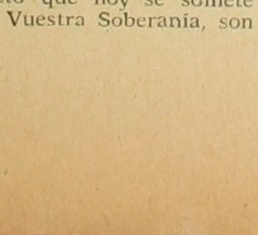 que hoy se somete
Vuestra Soberanía, son